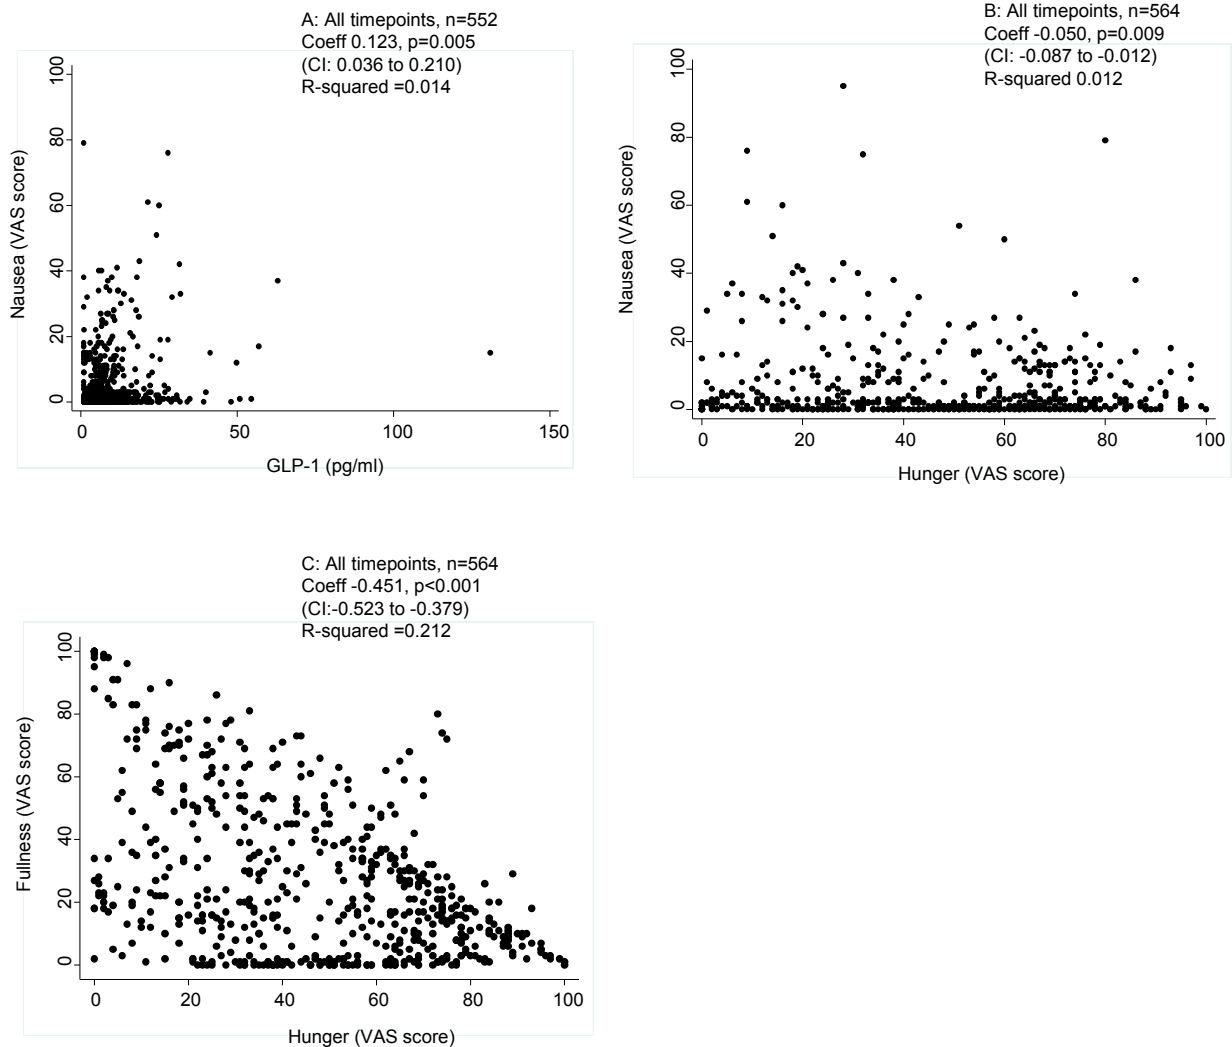 A: All timepoints, n=552
Coeff 0.123, p=0.005
(CI: 0.036 to 0.210)
R-squared =0.014
Nausea (VAS score)
100
80
60
40
20
0
0 50 100 150
GLP-1 (pg/ml)
B: All timepoints, n=564
Coeff -0.050, p=0.009
(CI: -0.087 to -0.012)
R-squared 0.012
Nausea (VAS score)
100
80
60
40
20
0
0 20 40 60 80 100
Hunger (VAS score)
C: All timepoints, n=564
Coeff -0.451, p<0.001
(CI:-0.523 to -0.379)
R-squared =0.212
Fullness (VAS score)
100
80
60
40
20
0
0 20 40 60 80 100
Hunger (VAS score)